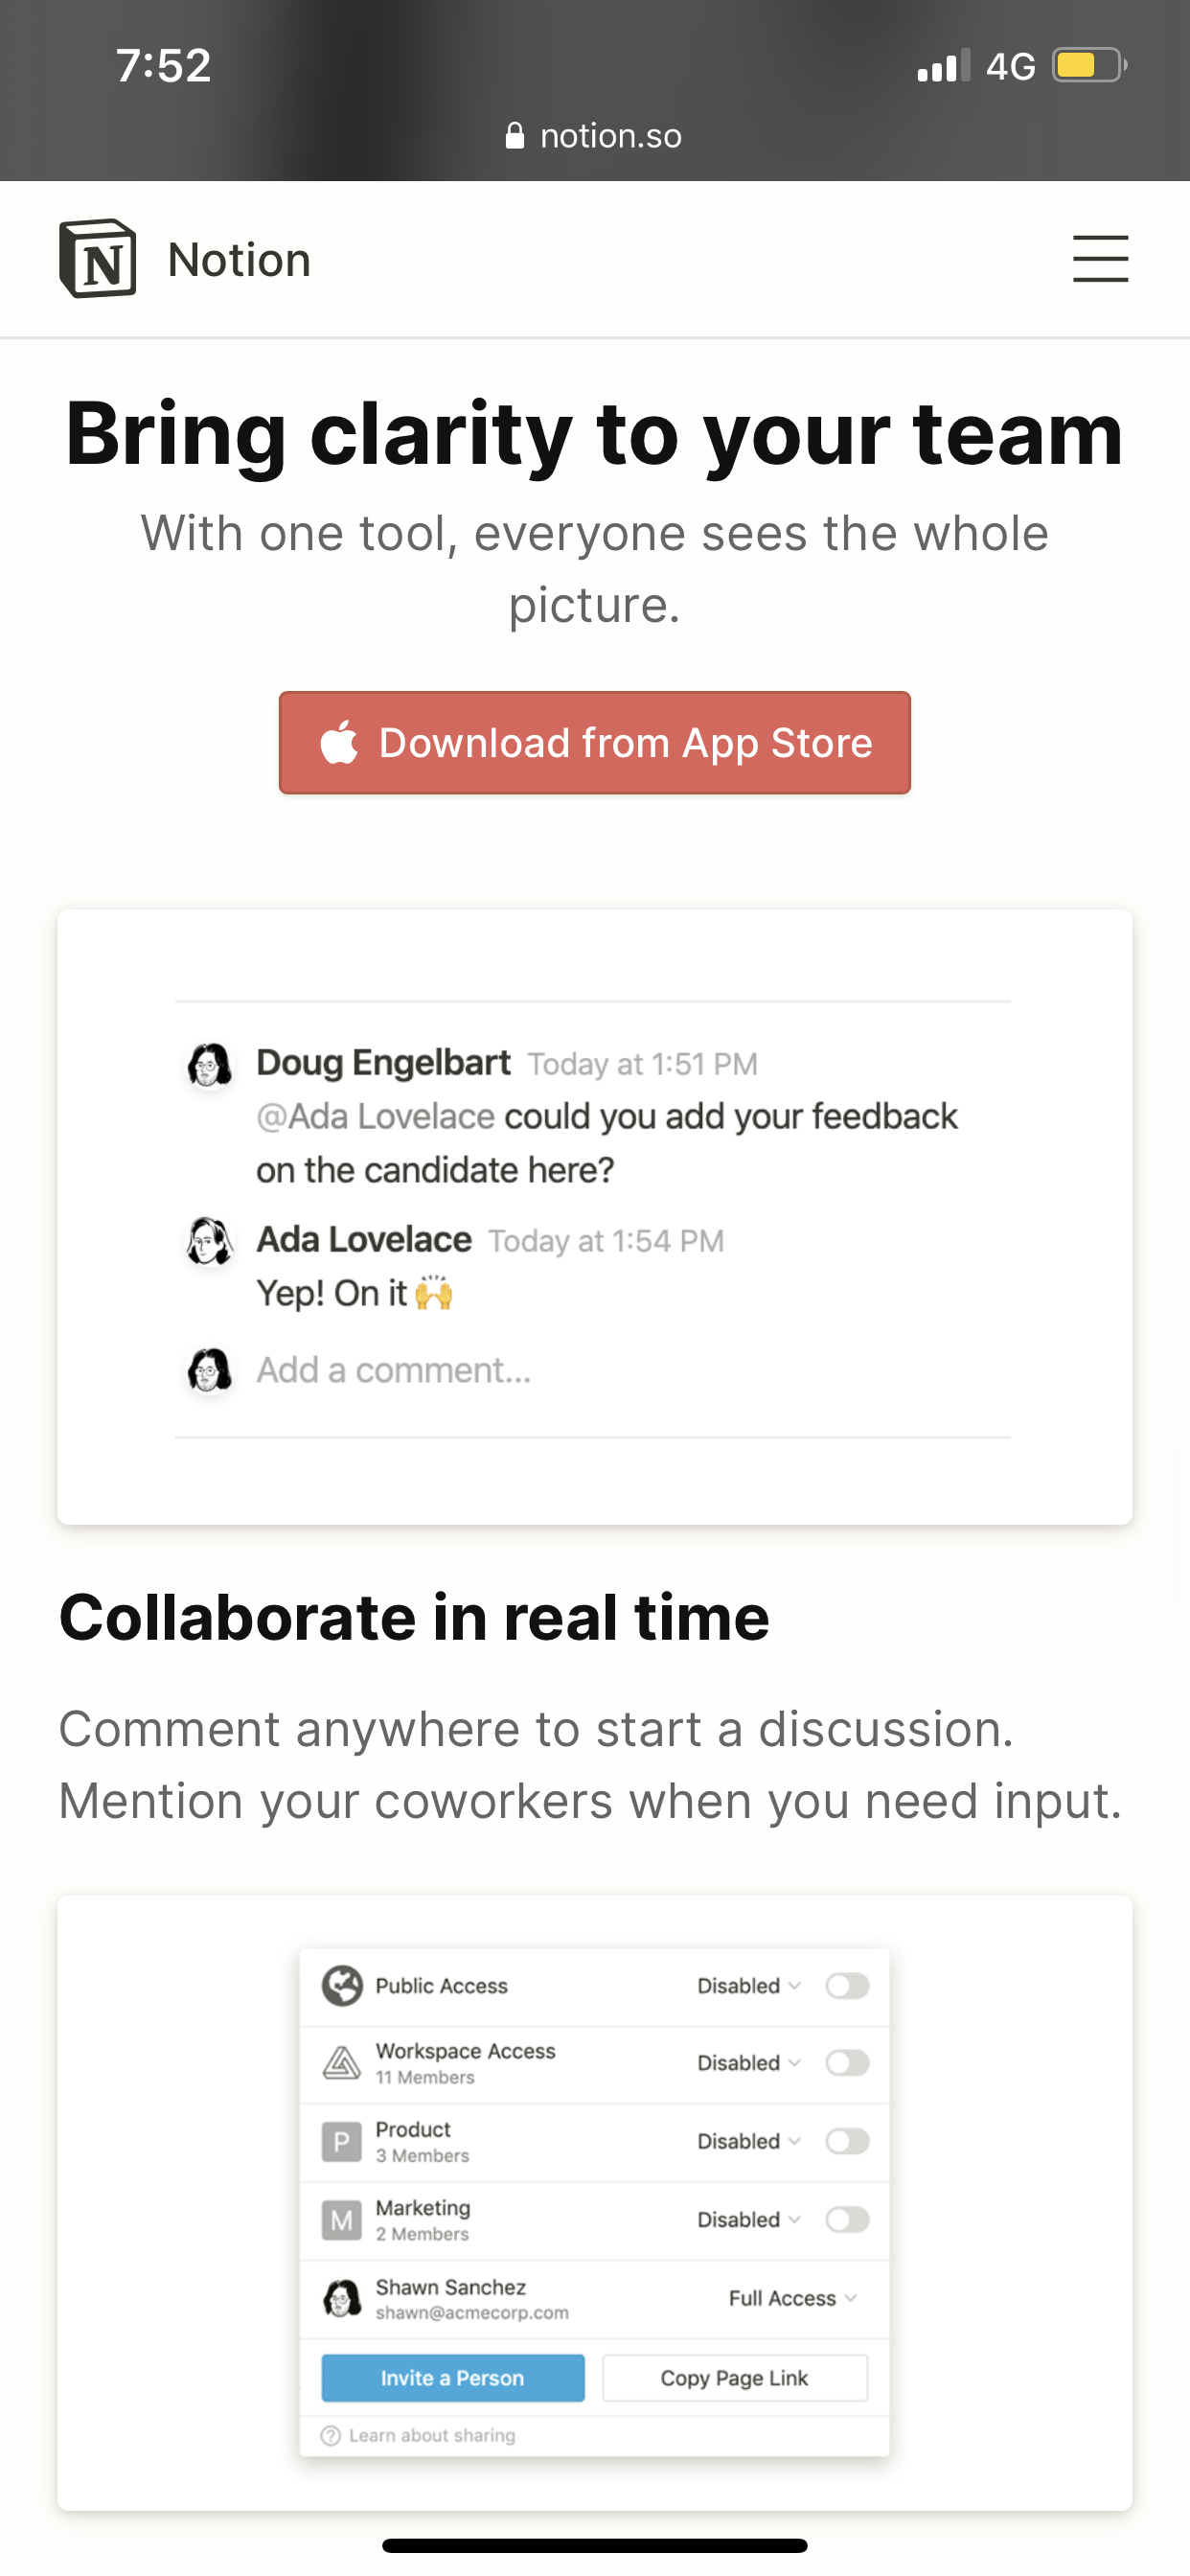 7:52
4G
notion.so
N Notion
Bring clarity to your team
With one tool, everyone sees the whole
picture.
Download from App Store
Doug Engelbart Today at 1:51 PM
@Ada Lovelace could you add your feedback
on the candidate here?
Ada Lovelace Today at 1:54 PM
Yep! On it 🙌
Add a comment...
Collaborate in real time
Comment anywhere to start a discussion.
Mention your coworkers when you need input.
Public Access Disabled
Workspace Access
11 Members Disabled
P Product
3 Members Disabled
M Marketing
2 Members Disabled
Shawn Sanchez
shawn@acmecorp.com Full Access
Invite a Person Copy Page Link
? Learn about sharing